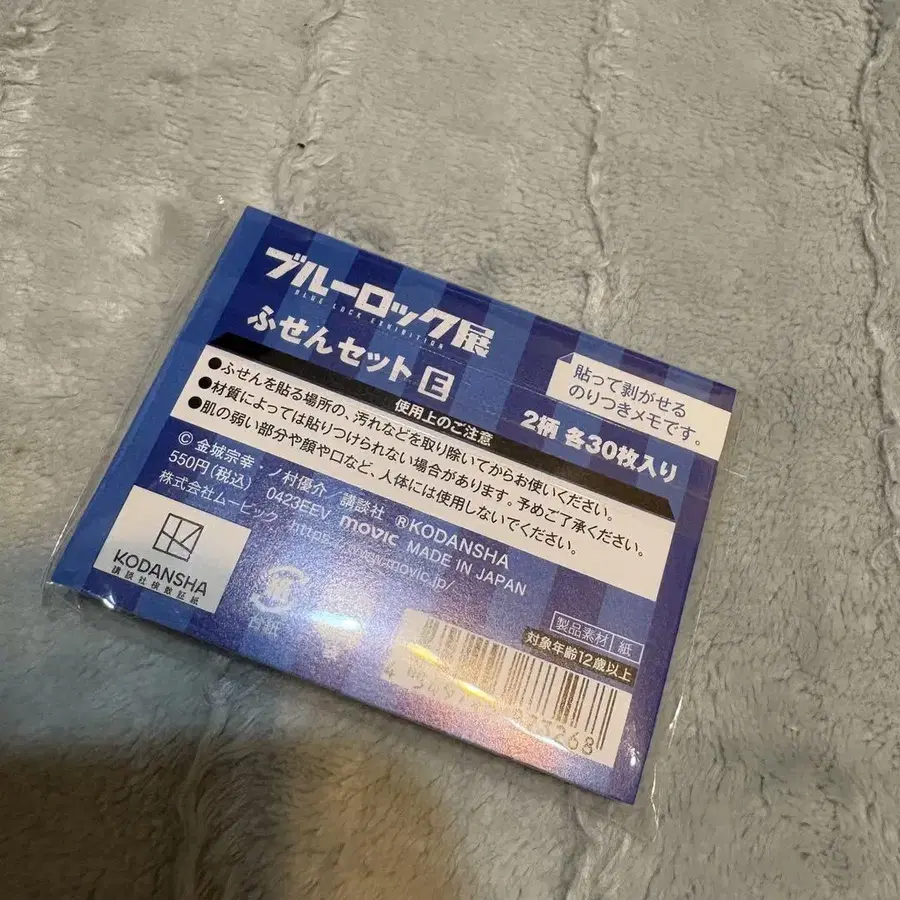 ブルーロック展
BLUE LOCK EXHIBITION
ふせんセット E
貼って剥がせる
のりつきメモです。
2柄 各30枚入り
使用上のご注意
●ふせんを貼る場所の、汚れなどを取り除いてからお使いください。
●材質によっては貼りつけられない場合があります。予めご了承ください。
●肌の弱い部分や顔や口など、人体には使用しないでください。
© 金城宗幸・ノ村優介/講談社 ®KODANSHA
550円(税込) 0423EEV movic MADE IN JAPAN
株式会社ムービック movic.jp/
KODANSHA
講談社検数証紙
紙
台紙
製品素材 紙
対象年齢12歳以上